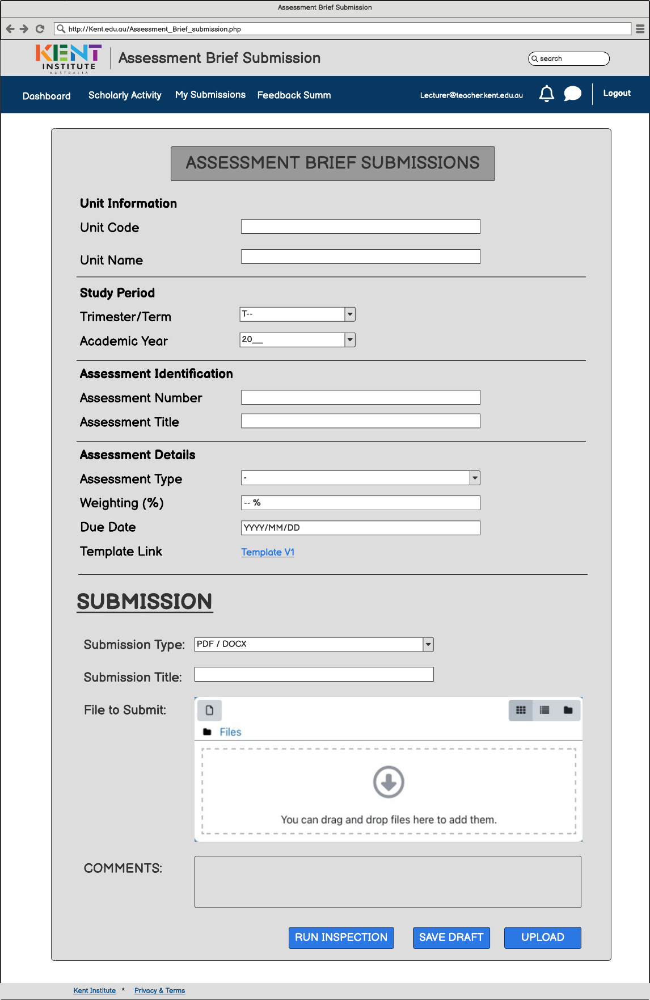 Assessment Brief Submission
http://Kent.edu.au/Assessment_Brief_submission.php
KENT
INSTITUTE
AUSTRALIA
Assessment Brief Submission
search
Dashboard Scholarly Activity My Submissions Feedback Summ Lecturer@teacher.kent.edu.au Logout
ASSESSMENT BRIEF SUBMISSIONS
Unit Information
Unit Code
Unit Name
Study Period
Trimester/Term T--
Academic Year 20__
Assessment Identification
Assessment Number
Assessment Title
Assessment Details
Assessment Type -
Weighting (%) -- %
Due Date YYYY/MM/DD
Template Link Template V1
SUBMISSION
Submission Type: PDF / DOCX
Submission Title:
File to Submit:
Files
You can drag and drop files here to add them.
COMMENTS:
RUN INSPECTION SAVE DRAFT UPLOAD
Kent Institute * Privacy & Terms